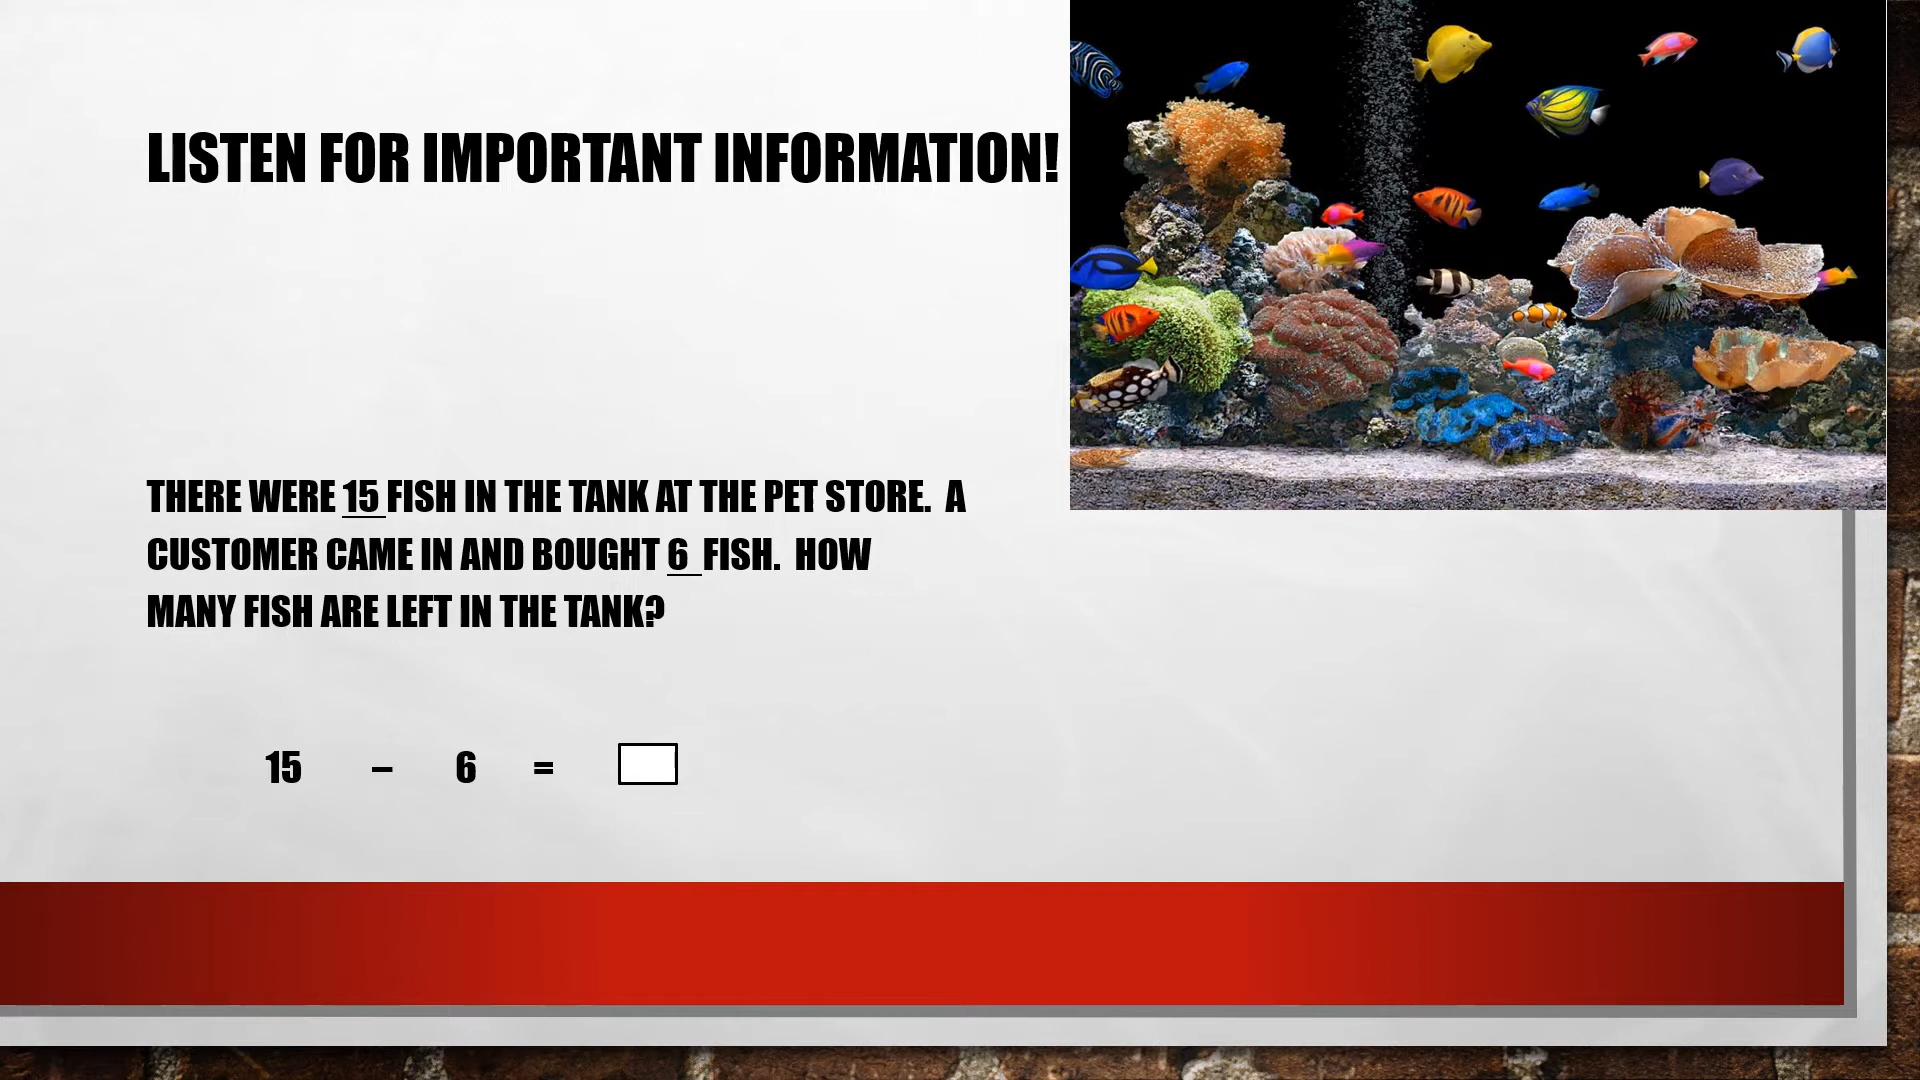 LISTEN FOR IMPORTANT INFORMATION!
THERE WERE 15 FISH IN THE TANK AT THE PET STORE.  A
CUSTOMER CAME IN AND BOUGHT 6  FISH.  HOW
MANY FISH ARE LEFT IN THE TANK?
15 – 6 =